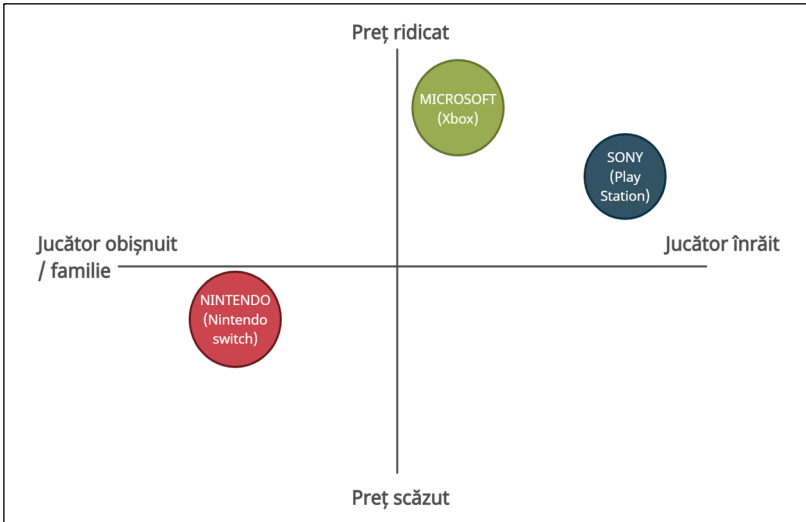 Preț ridicat
MICROSOFT
(Xbox)
SONY
(Play
Station)
Jucător obișnuit
/ familie
Jucător înrăit
NINTENDO
(Nintendo
switch)
Preț scăzut